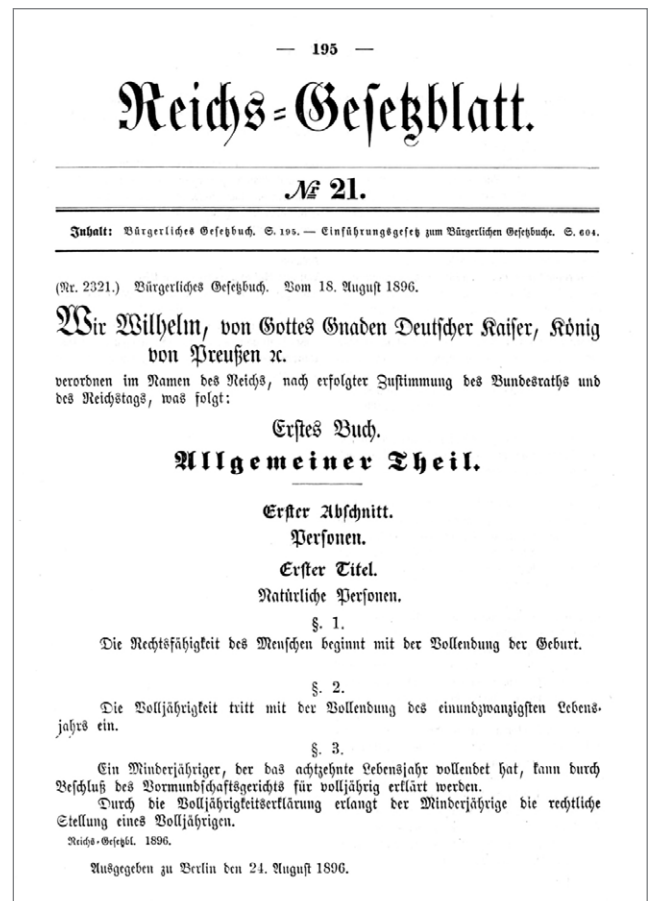 — 195 —
Reichs-Gesetzblatt.
№ 21.
Inhalt: Bürgerliches Gesetzbuch. S. 195. — Einführungsgesetz zum Bürgerlichen Gesetzbuche. S. 604.
(Nr. 2321.) Bürgerliches Gesetzbuch. Vom 18. August 1896.
Wir Wilhelm, von Gottes Gnaden Deutscher Kaiser, König
von Preußen ꝛc.
verordnen im Namen des Reichs, nach erfolgter Zustimmung des Bundesraths und
des Reichstags, was folgt:
Erstes Buch.
Allgemeiner Theil.
Erster Abschnitt.
Personen.
Erster Titel.
Natürliche Personen.
§. 1.
Die Rechtsfähigkeit des Menschen beginnt mit der Vollendung der Geburt.
§. 2.
Die Volljährigkeit tritt mit der Vollendung des einundzwanzigsten Lebens-
jahrs ein.
§. 3.
Ein Minderjähriger, der das achtzehnte Lebensjahr vollendet hat, kann durch
Beschluß des Vormundschaftsgerichts für volljährig erklärt werden.
Durch die Volljährigkeitserklärung erlangt der Minderjährige die rechtliche
Stellung eines Volljährigen.
Reichs-Gesetzbl. 1896.
Ausgegeben zu Berlin den 24. August 1896.